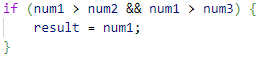 if (num1 > num2 && num1 > num3) {
    result = num1;
}